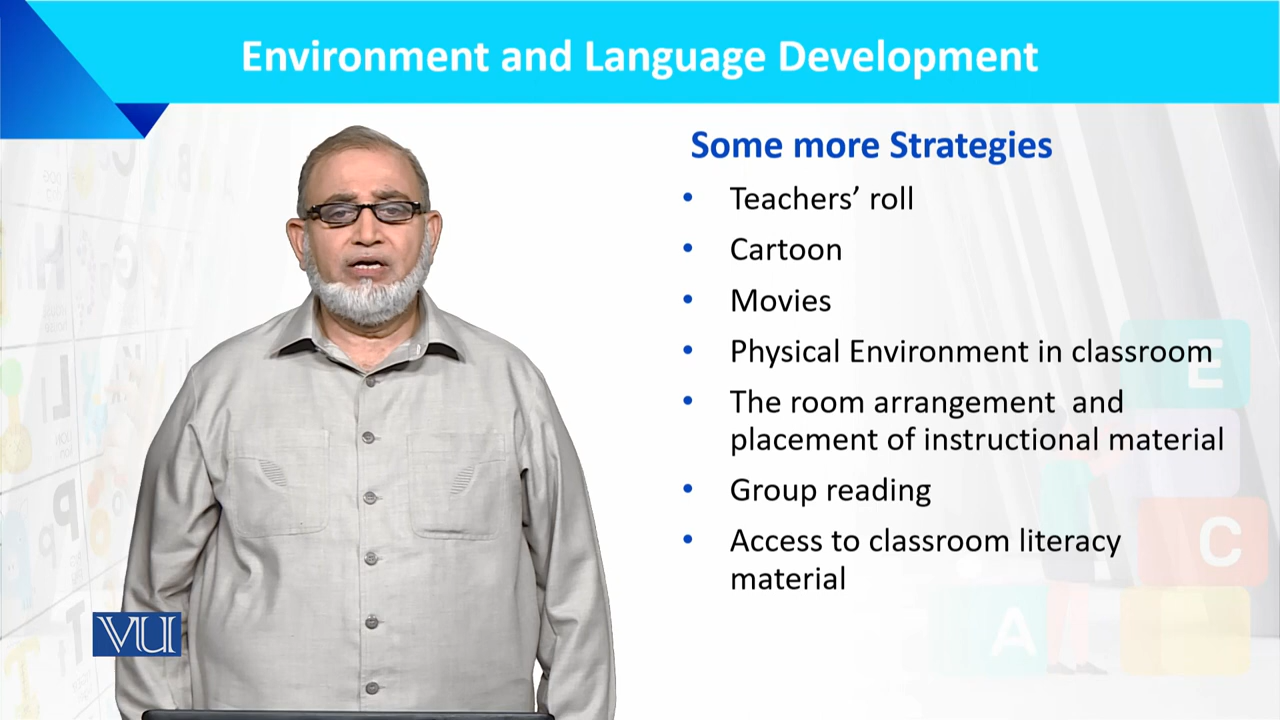 Environment and Language Development
Some more Strategies
• Teachers’ roll
• Cartoon
• Movies
• Physical Environment in classroom
• The room arrangement and
placement of instructional material
• Group reading
• Access to classroom literacy
material
VU
E
C
A
H
G
L
P
P
T
T